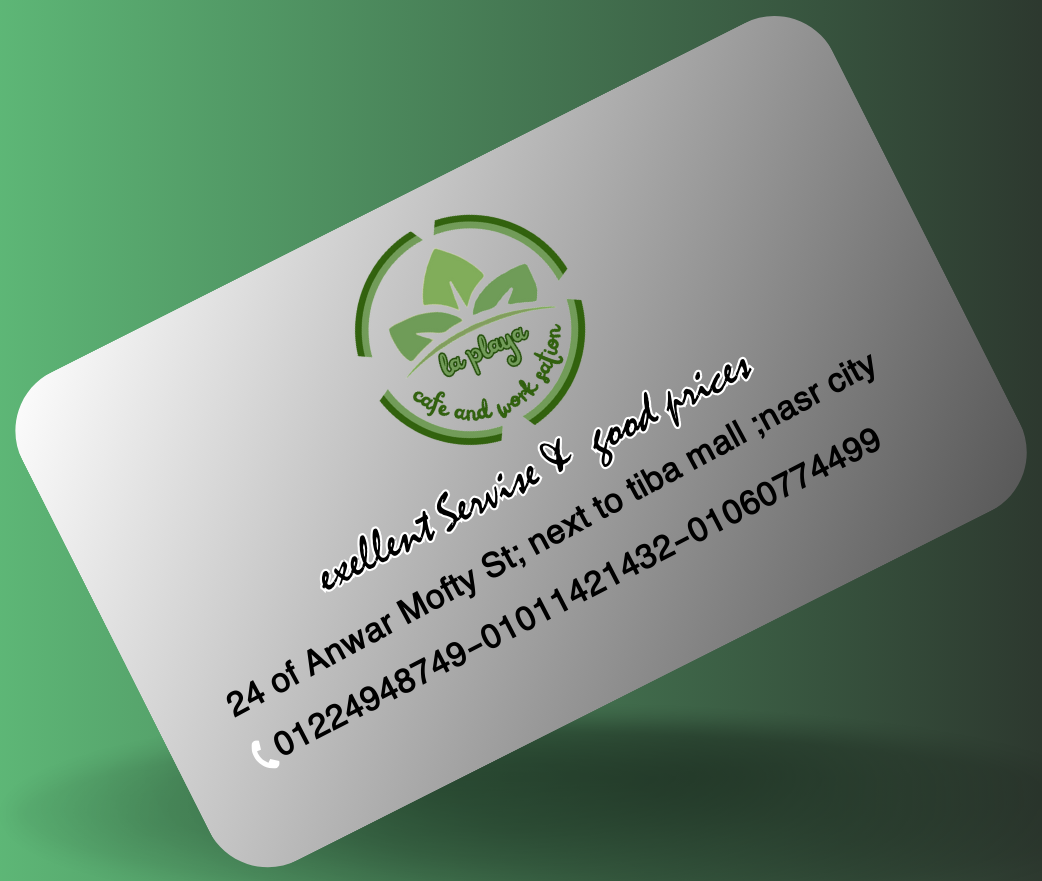 la playa
cafe and work sation
exellent Servise & good prices
24 of Anwar Mofty St; next to tiba mall ;nasr city
01224948749-01011421432-01060774499